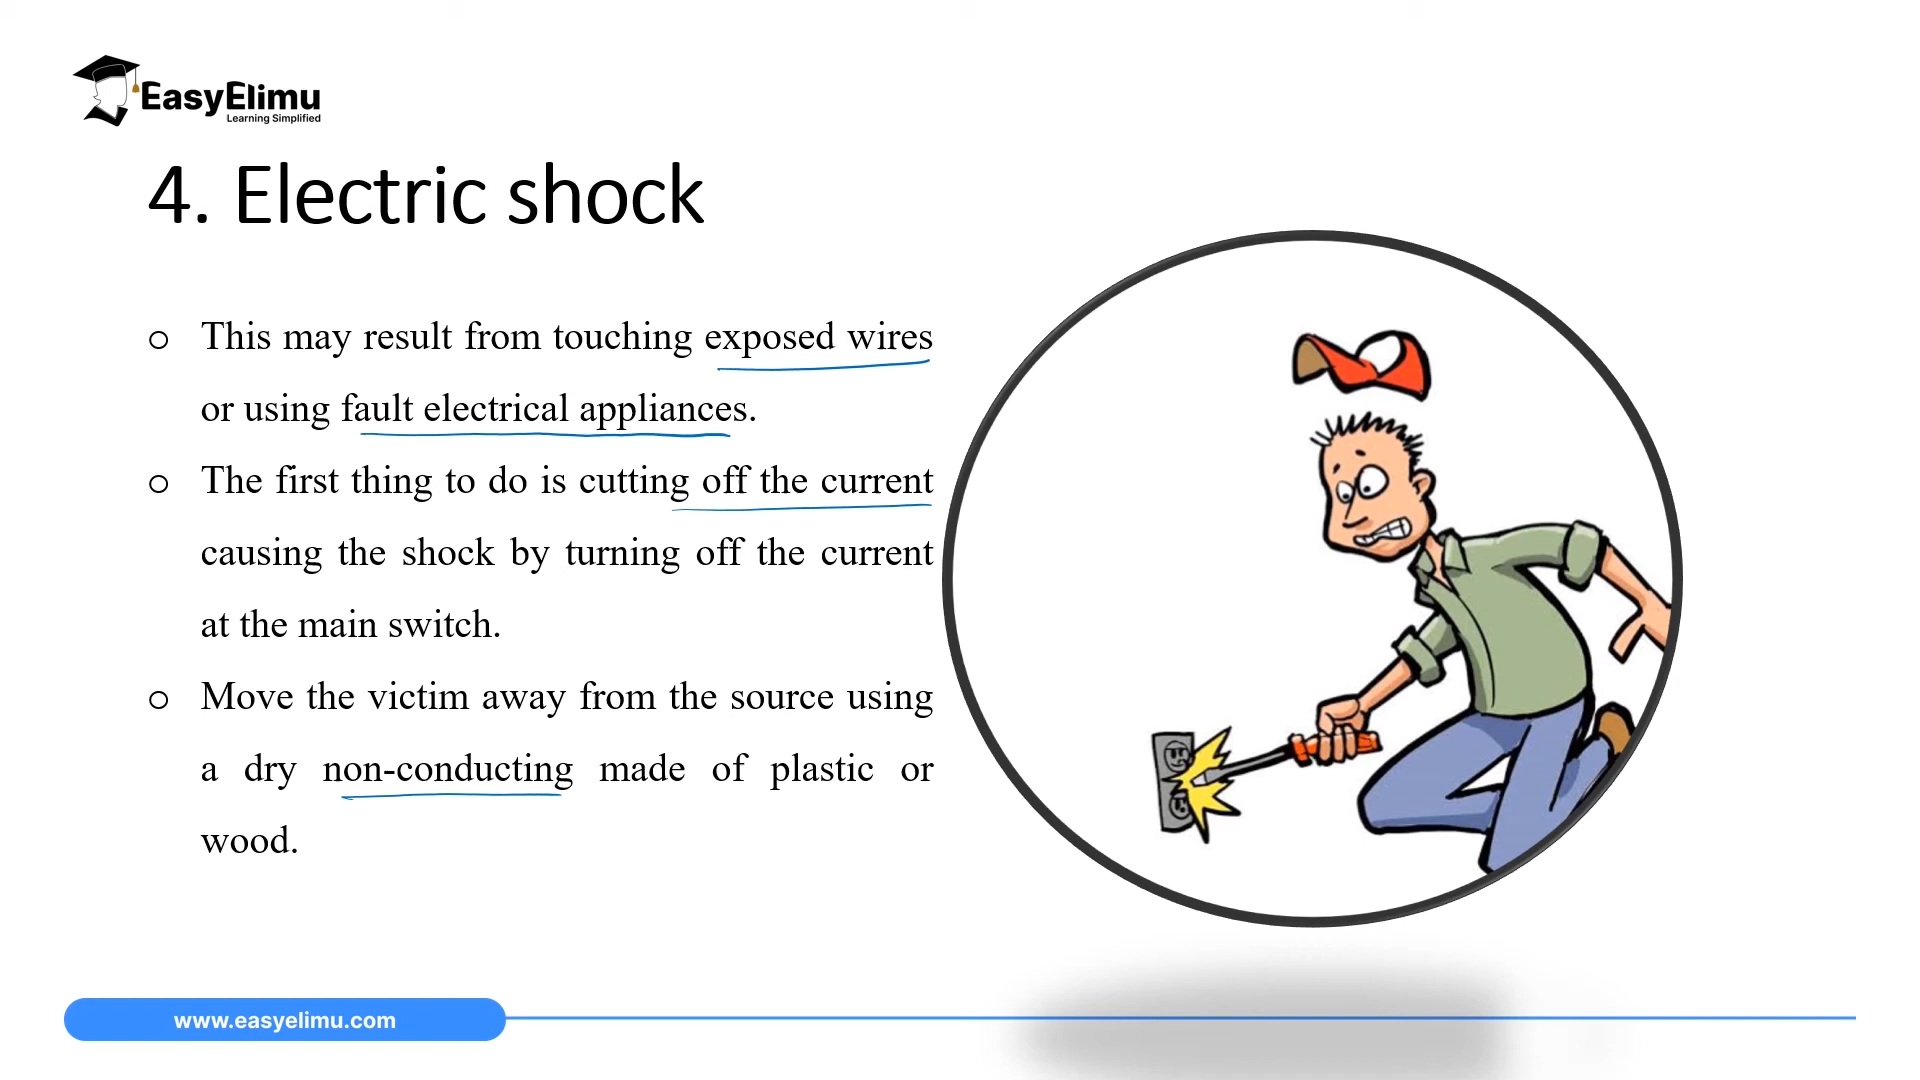 EasyElimu
Learning Simplified
4. Electric shock
o This may result from touching exposed wires
or using fault electrical appliances.
o The first thing to do is cutting off the current
causing the shock by turning off the current
at the main switch.
o Move the victim away from the source using
a dry non-conducting made of plastic or
wood.
www.easyelimu.com